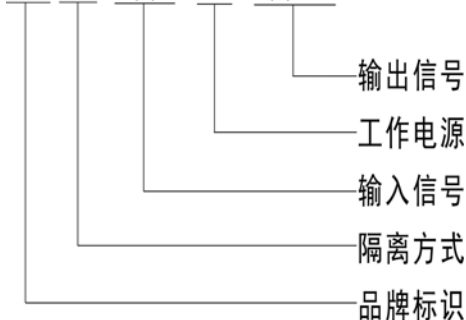 输出信号
工作电源
输入信号
隔离方式
品牌标识